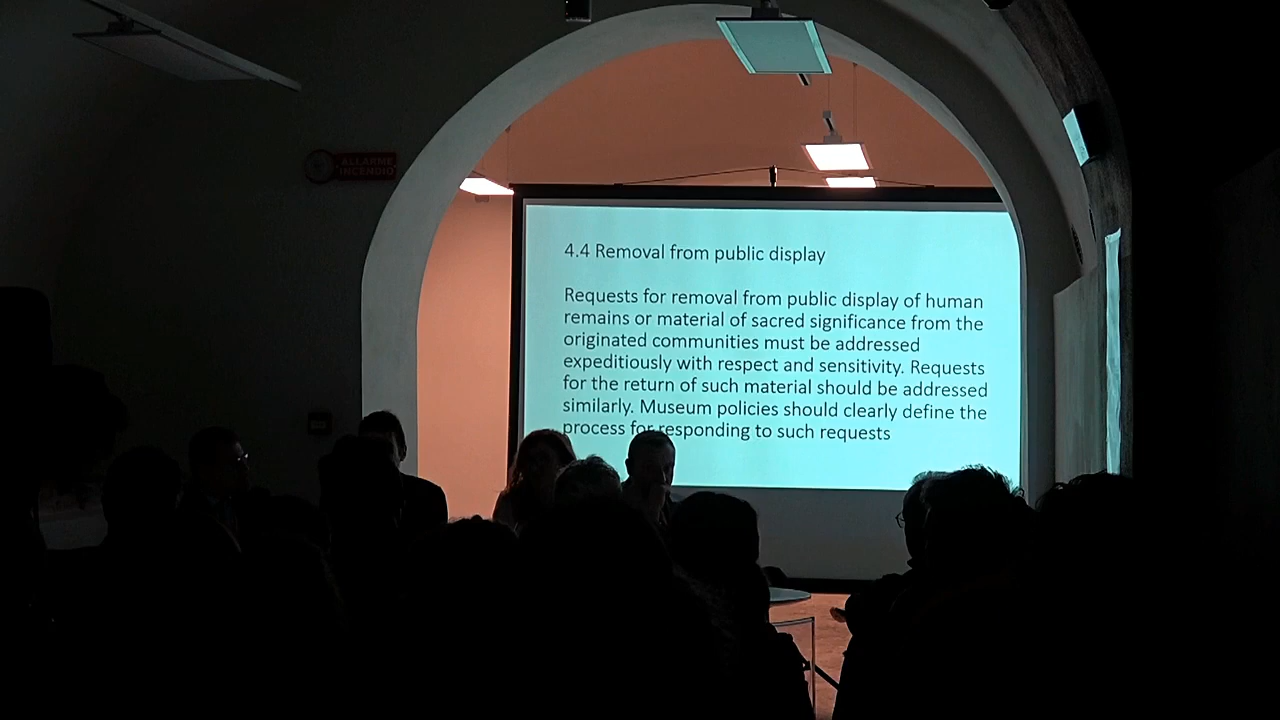 ALLARME
INCENDIO
4.4 Removal from public display
Requests for removal from public display of human
remains or material of sacred significance from the
originated communities must be addressed
expeditiously with respect and sensitivity. Requests
for the return of such material should be addressed
similarly. Museum policies should clearly define the
process for responding to such requests